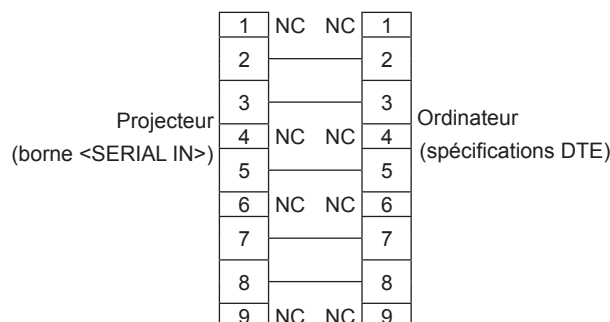 1 NC NC 1
2 2
3 3
Projecteur
(borne <SERIAL IN>)
Ordinateur
(spécifications DTE)
4 NC NC 4
5 5
6 NC NC 6
7 7
8 8
9 NC NC 9